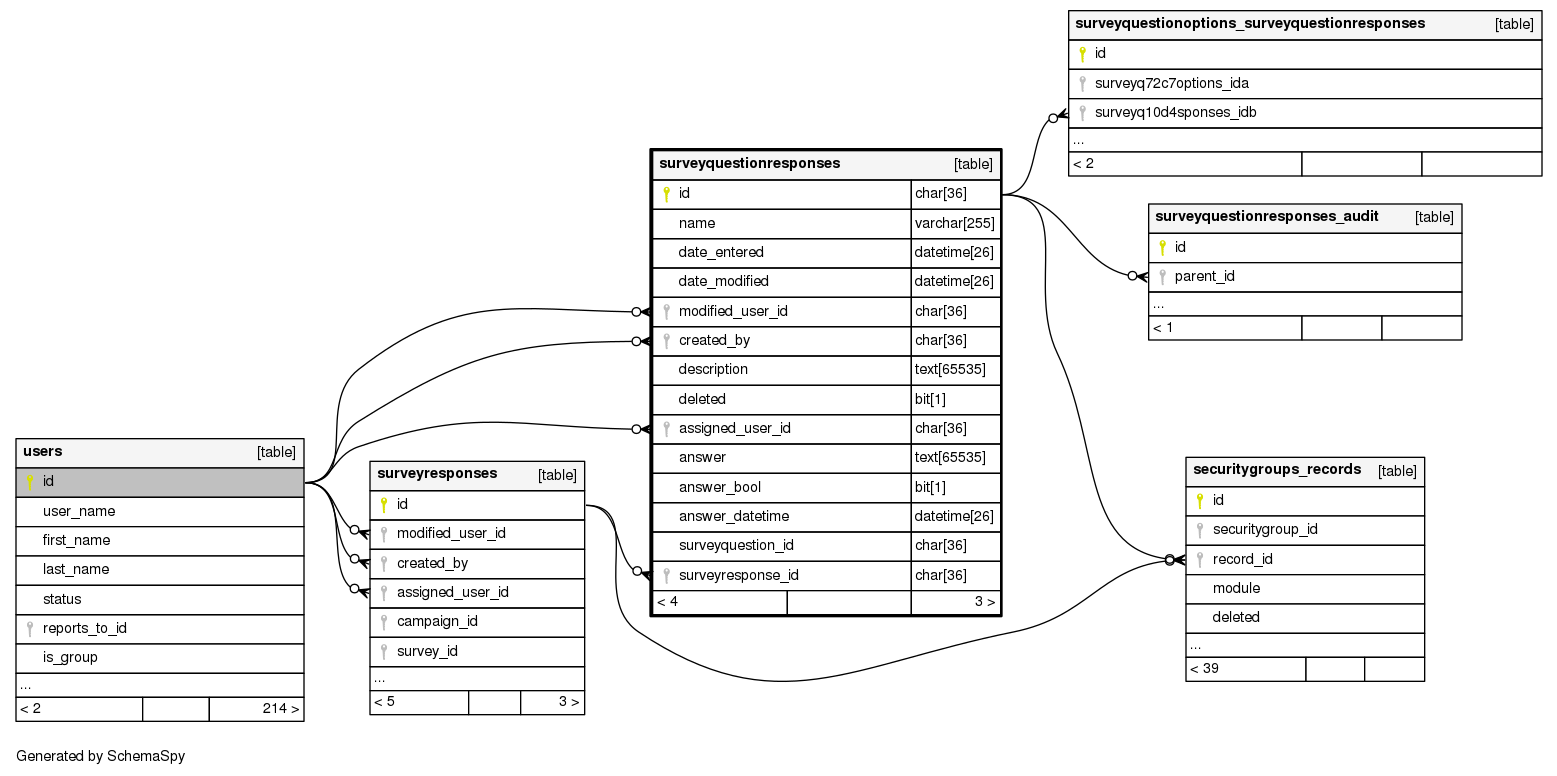 surveyquestionoptions_surveyquestionresponses [table]
id
surveyq72c7options_ida
surveyq10d4sponses_idb
...
< 2
surveyquestionresponses [table]
id char[36]
name varchar[255]
date_entered datetime[26]
date_modified datetime[26]
modified_user_id char[36]
created_by char[36]
description text[65535]
deleted bit[1]
assigned_user_id char[36]
answer text[65535]
answer_bool bit[1]
answer_datetime datetime[26]
surveyquestion_id char[36]
surveyresponse_id char[36]
< 4 3 >
surveyquestionresponses_audit [table]
id
parent_id
...
< 1
users [table]
id
user_name
first_name
last_name
status
reports_to_id
is_group
...
< 2 214 >
surveyresponses [table]
id
modified_user_id
created_by
assigned_user_id
campaign_id
survey_id
...
< 5 3 >
securitygroups_records [table]
id
securitygroup_id
record_id
module
deleted
...
< 39
Generated by SchemaSpy